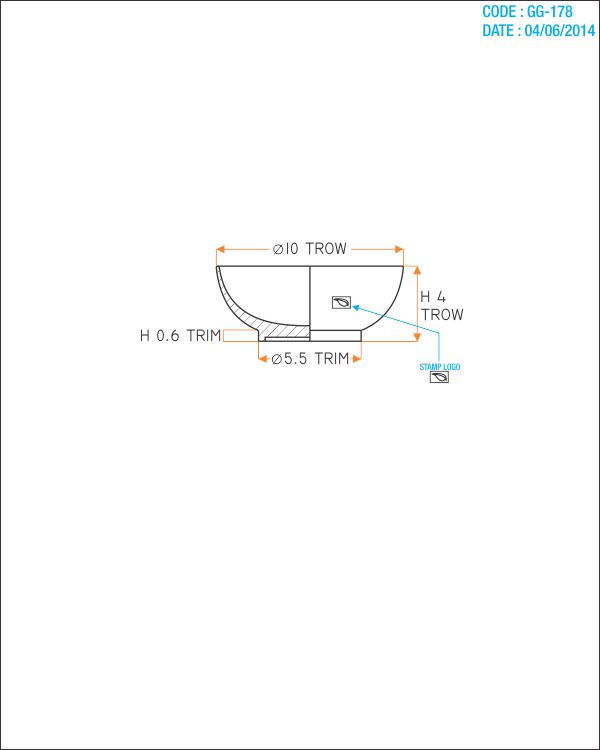 CODE : GG-178
DATE : 04/06/2014
⌀10 TROW
H 4
TROW
H 0.6 TRIM
⌀5.5 TRIM
STAMP LOGO